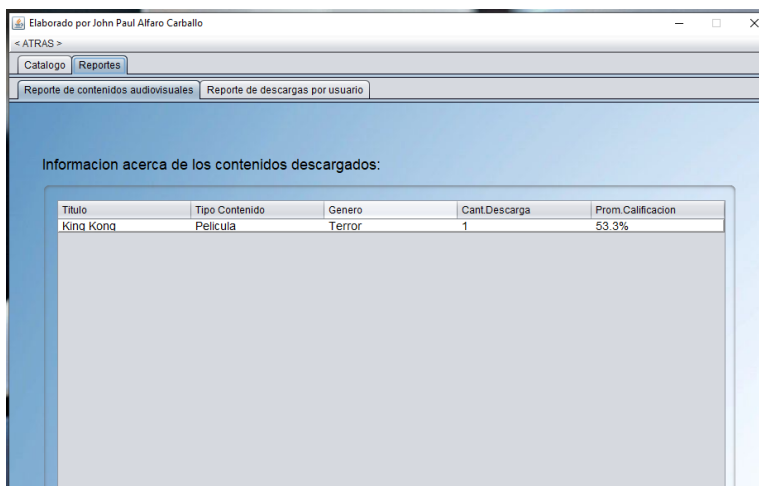 Elaborado por John Paul Alfaro Carballo
< ATRAS >
Catalogo Reportes
Reporte de contenidos audiovisuales Reporte de descargas por usuario
Informacion acerca de los contenidos descargados:
Titulo Tipo Contenido Genero Cant.Descarga Prom.Calificacion
King Kong Pelicula Terror 1 53.3%